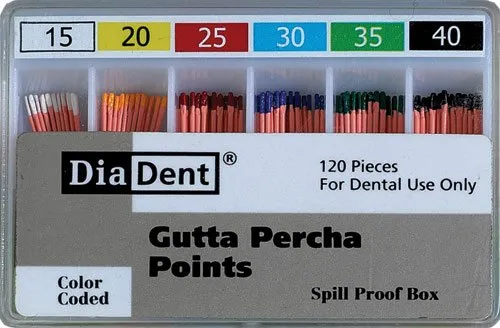 15 20 25 30 35 40
DiaDent®
120 Pieces
For Dental Use Only
Gutta Percha
Points
Color
Coded
Spill Proof Box